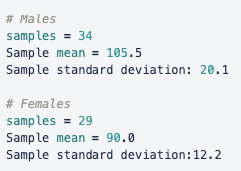 # Males
samples = 34
Sample mean = 105.5
Sample standard deviation: 20.1
# Females
samples = 29
Sample mean = 90.0
Sample standard deviation:12.2